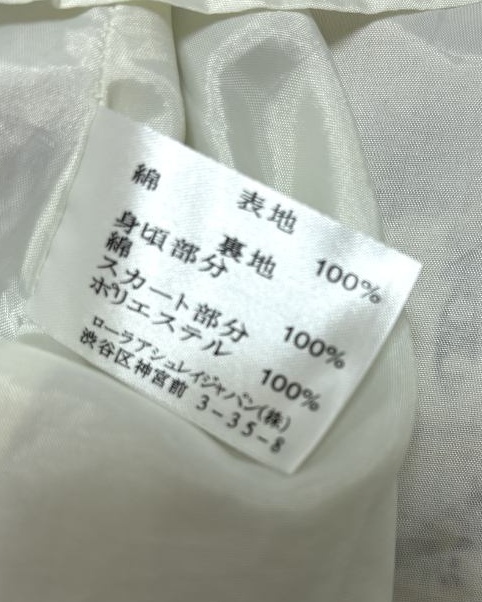 表地
綿 100%
裏地
身頃部分
綿 100%
スカート部分
ポリエステル 100%
ローラアシュレイジャパン(株)
渋谷区神宮前 3-35-8